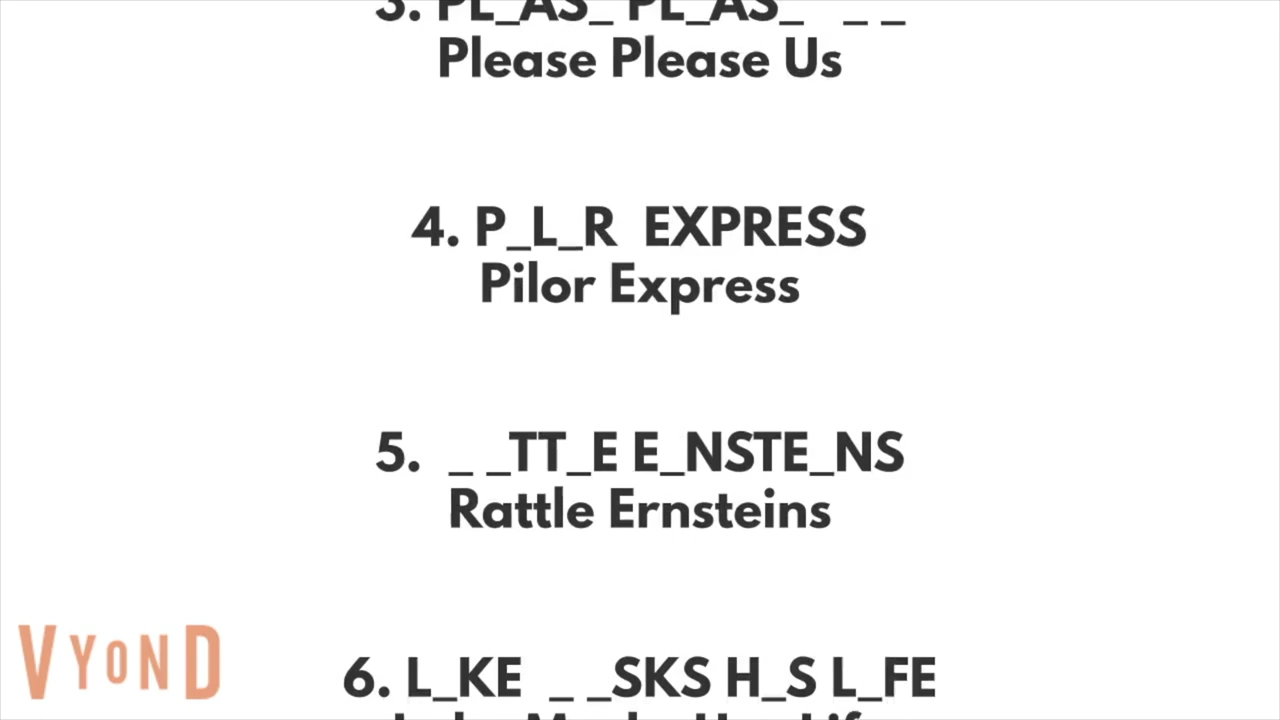 3. PL_AS_ PL_AS_ _ _
Please Please Us
4. P_L_R EXPRESS
Pilor Express
5. _ _TT_E E_NSTE_NS
Rattle Ernsteins
6. L_KE _ _SKS H_S L_FE
VYOND